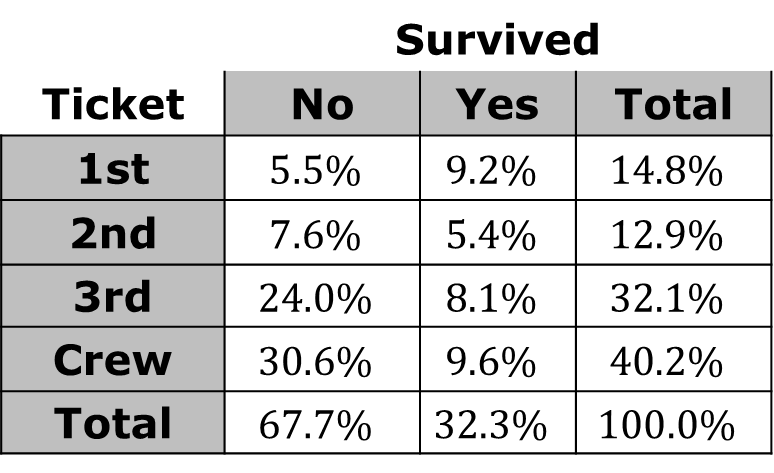 Survived
Ticket No Yes Total
1st 5.5% 9.2% 14.8%
2nd 7.6% 5.4% 12.9%
3rd 24.0% 8.1% 32.1%
Crew 30.6% 9.6% 40.2%
Total 67.7% 32.3% 100.0%